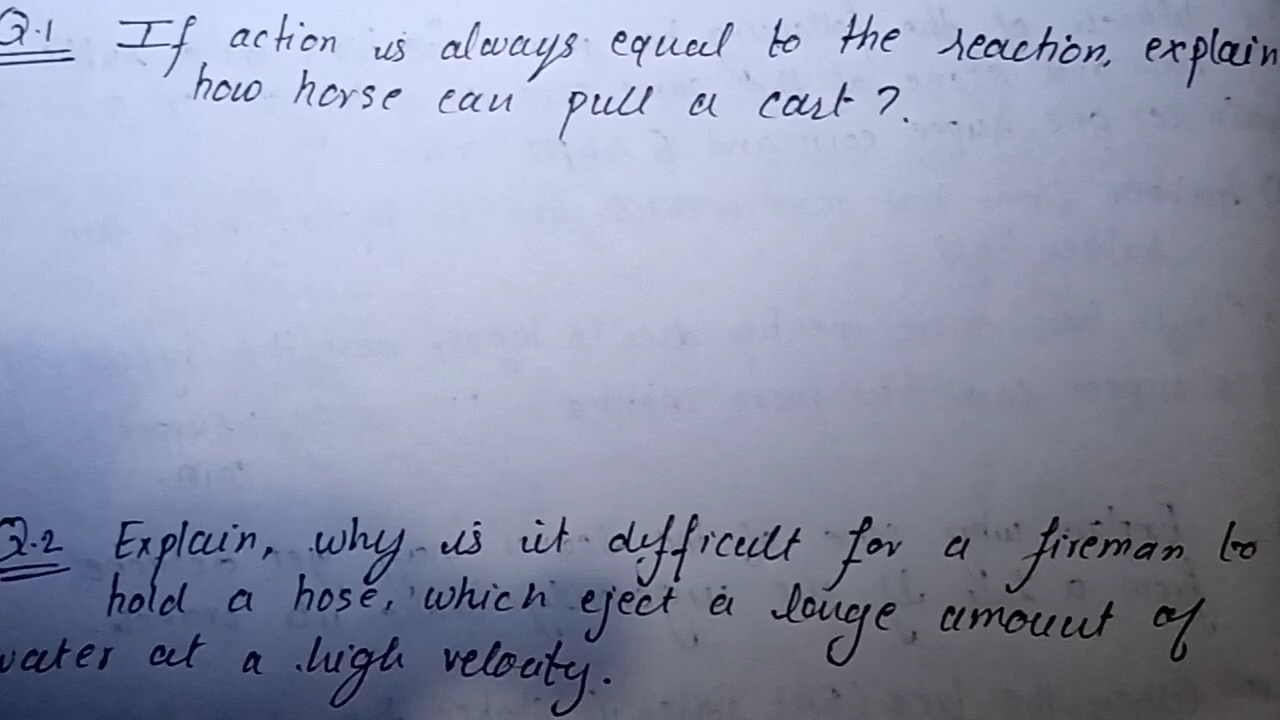 Q.1 If action is always equal to the reaction, explain
how horse can pull a cart?.
Q.2 Explain, why is it difficult for a fireman to
hold a hose, which eject a large amount of
water at a high velocity.